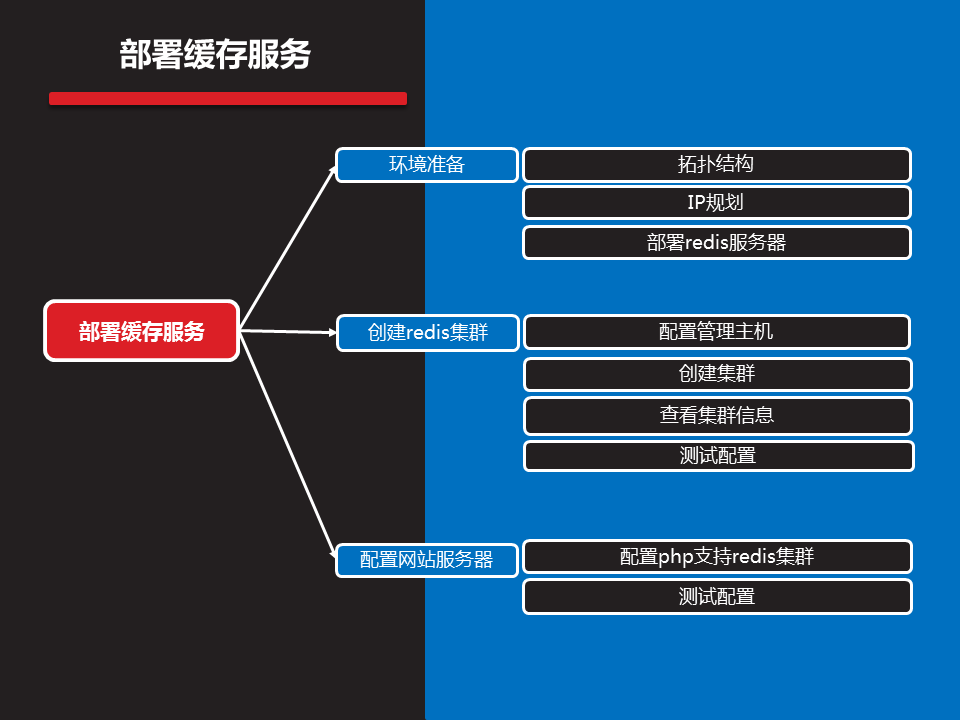 部署缓存服务
环境准备
拓扑结构
IP规划
部署redis服务器
部署缓存服务
创建redis集群
配置管理主机
创建集群
查看集群信息
测试配置
配置网站服务器
配置php支持redis集群
测试配置